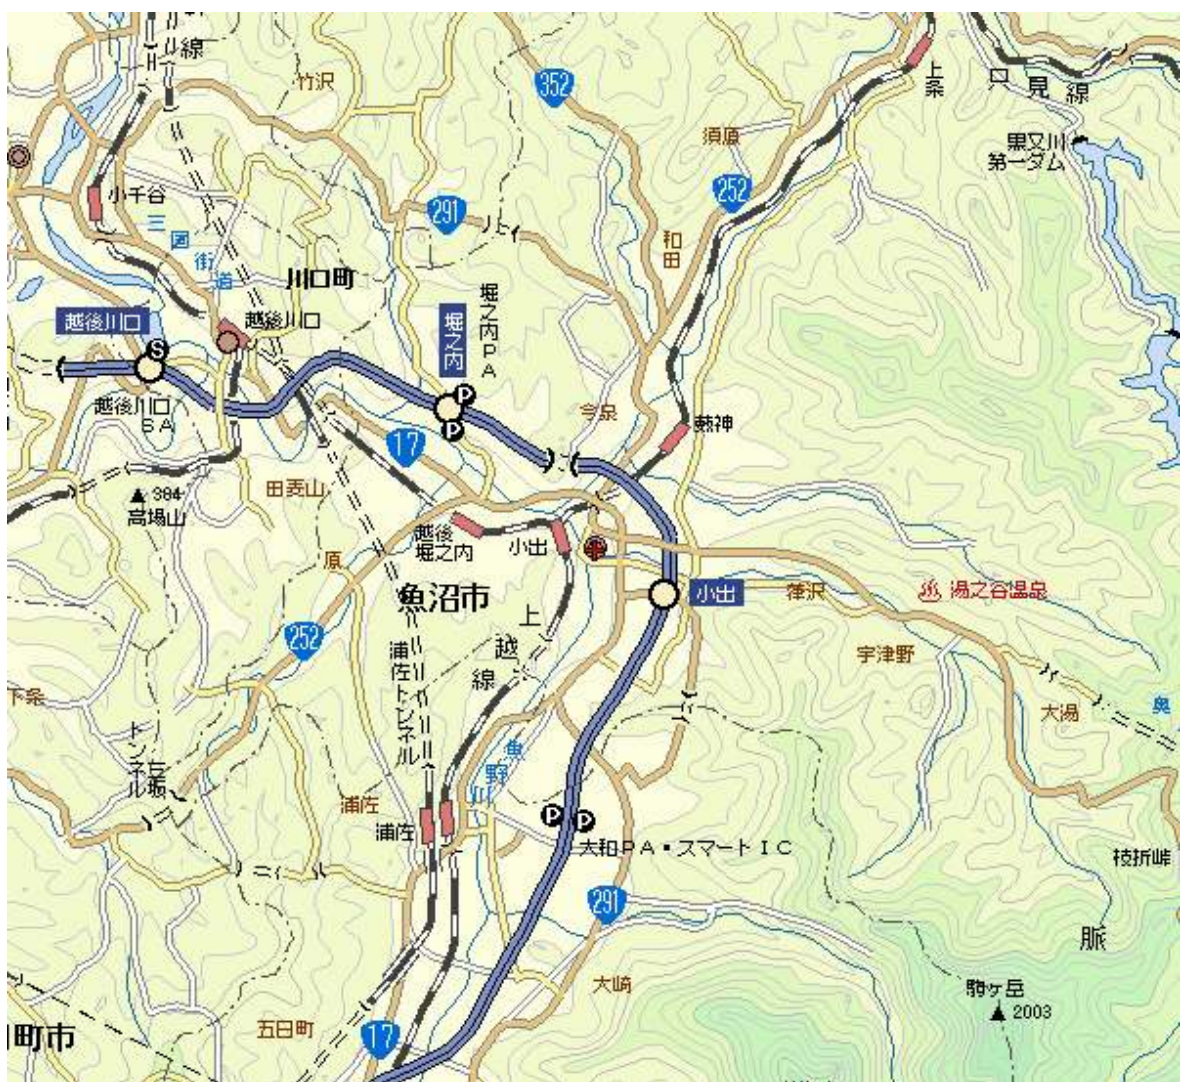 線
竹沢
352
上条
只見線
須原
黒又川
第一ダム
小千谷
252
三国街道
291
和田
川口町
堀之内PA
堀之内
越後川口
越後川口
越後川口
SA
今泉
薮神
17
田麦山
384
高場山
越後
堀之内
小出
原
魚沼市
小出
湯之谷温泉
252
上越線
浦佐トンネル
宇津野
下条
大湯
奥
トンネル
魚野川
浦佐
浦佐
大和PA・スマートIC
枝折峠
291
脈
大崎
駒ヶ岳
2003
五日町
17
町市